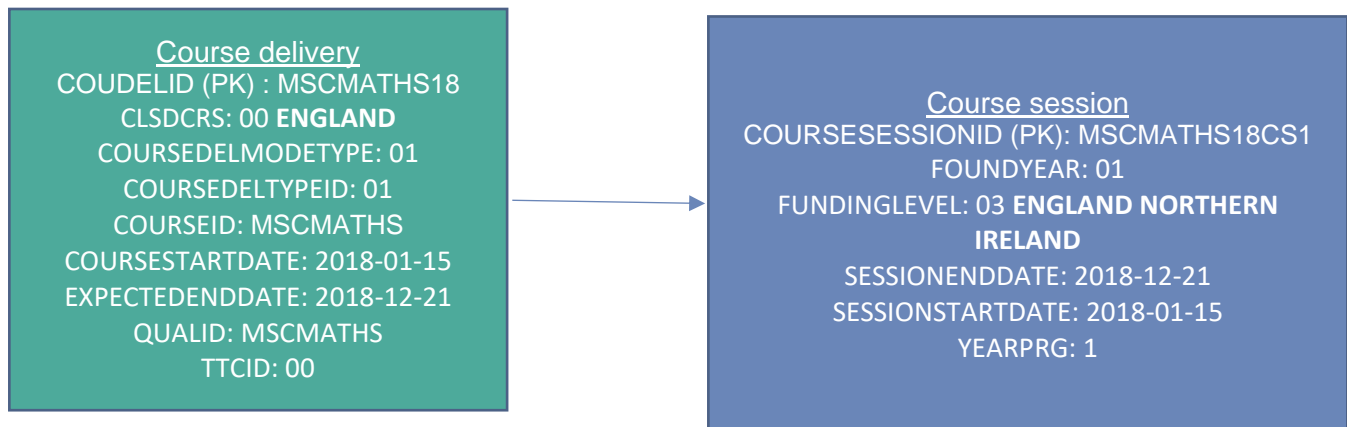 Course delivery
COUDELID (PK) : MSCMATHS18
CLSDCRS: 00 ENGLAND
COURSEDELMODETYPE: 01
COURSEDELTYPEID: 01
COURSEID: MSCMATHS
COURSESTARTDATE: 2018-01-15
EXPECTEDENDDATE: 2018-12-21
QUALID: MSCMATHS
TTCID: 00
Course session
COURSESESSIONID (PK): MSCMATHS18CS1
FOUNDYEAR: 01
FUNDINGLEVEL: 03 ENGLAND NORTHERN
IRELAND
SESSIONENDDATE: 2018-12-21
SESSIONSTARTDATE: 2018-01-15
YEARPRG: 1